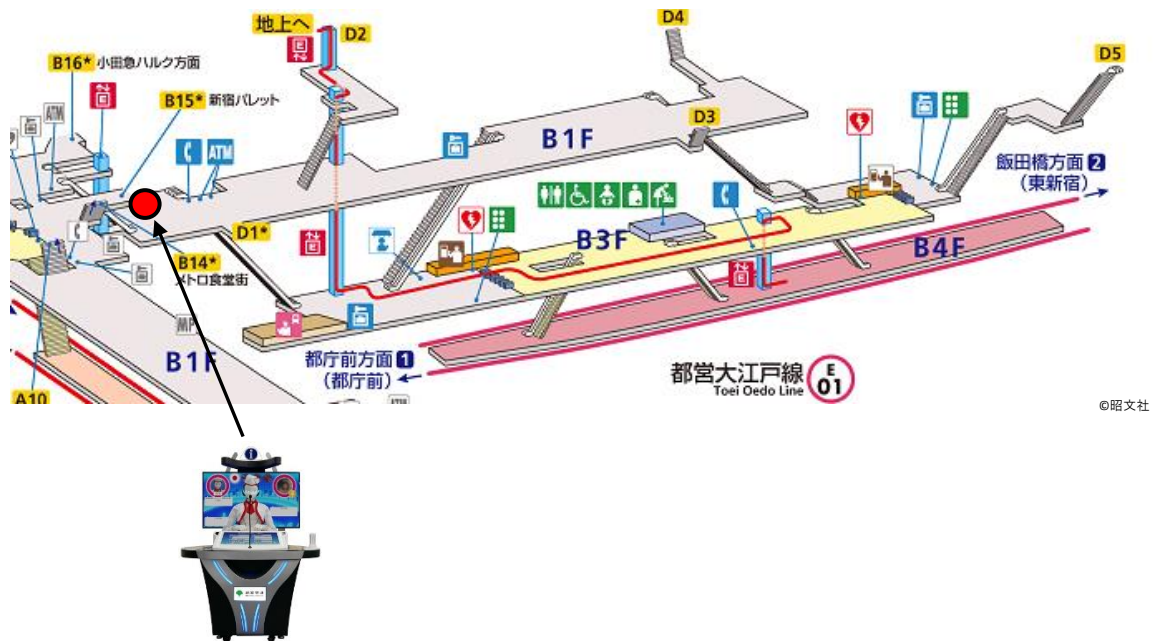 地上へ
D2
D4
D5
B16* 小田急ハルク方面
B15* 新宿パレット
ATM
ATM
D3
B1F
飯田橋方面 2
(東新宿)
D1*
B3F
B4F
B14*
メトロ食堂街
MP
B1F
都庁前方面 1
(都庁前)
都営大江戸線
Toei Oedo Line
E
01
A10
©昭文社